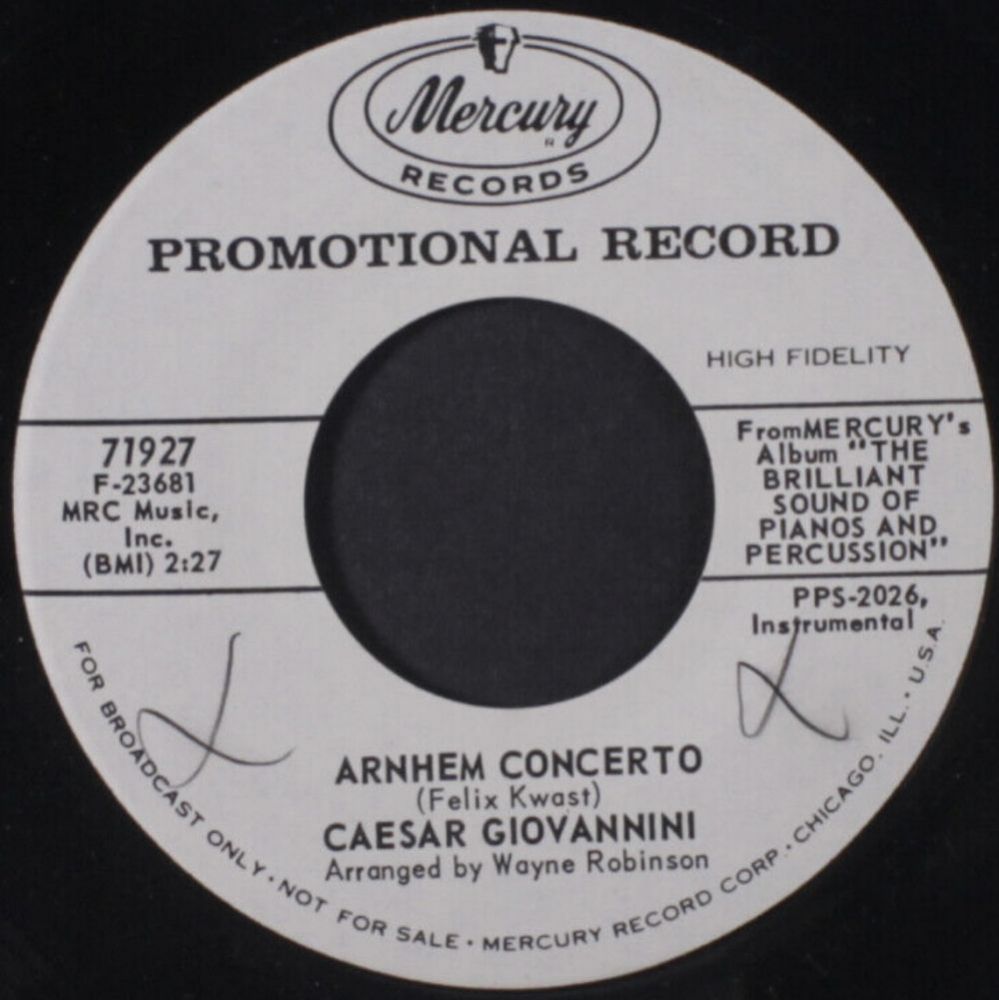 Mercury
RECORDS
PROMOTIONAL RECORD
HIGH FIDELITY
71927
F-23681
MRC Music,
Inc.
(BMI) 2:27
FromMERCURY's
Album "THE
BRILLIANT
SOUND OF
PIANOS AND
PERCUSSION"
PPS-2026,
Instrumental
ARNHEM CONCERTO
(Felix Kwast)
CAESAR GIOVANNINI
Arranged by Wayne Robinson
FOR BROADCAST ONLY • NOT FOR SALE • MERCURY RECORD CORP. • CHICAGO, ILL. • U.S.A.